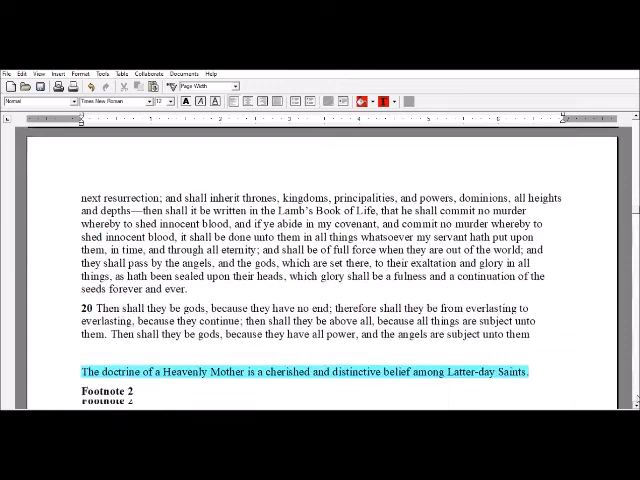 File Edit View Insert Format Tools Table Collaborate Documents Help
Page Width
Normal Times New Roman 12 A A A T
1 2 3 4 5 6
next resurrection; and shall inherit thrones, kingdoms, principalities, and powers, dominions, all heights
and depths—then shall it be written in the Lamb's Book of Life, that he shall commit no murder
whereby to shed innocent blood, and if ye abide in my covenant, and commit no murder whereby to
shed innocent blood, it shall be done unto them in all things whatsoever my servant hath put upon
them, in time, and through all eternity; and shall be of full force when they are out of the world; and
they shall pass by the angels, and the gods, which are set there, to their exaltation and glory in all
things, as hath been sealed upon their heads, which glory shall be a fulness and a continuation of the
seeds forever and ever.
20 Then shall they be gods, because they have no end; therefore shall they be from everlasting to
everlasting, because they continue; then shall they be above all, because all things are subject unto
them. Then shall they be gods, because they have all power, and the angels are subject unto them
The doctrine of a Heavenly Mother is a cherished and distinctive belief among Latter-day Saints.
Footnote 2
Footnote 2